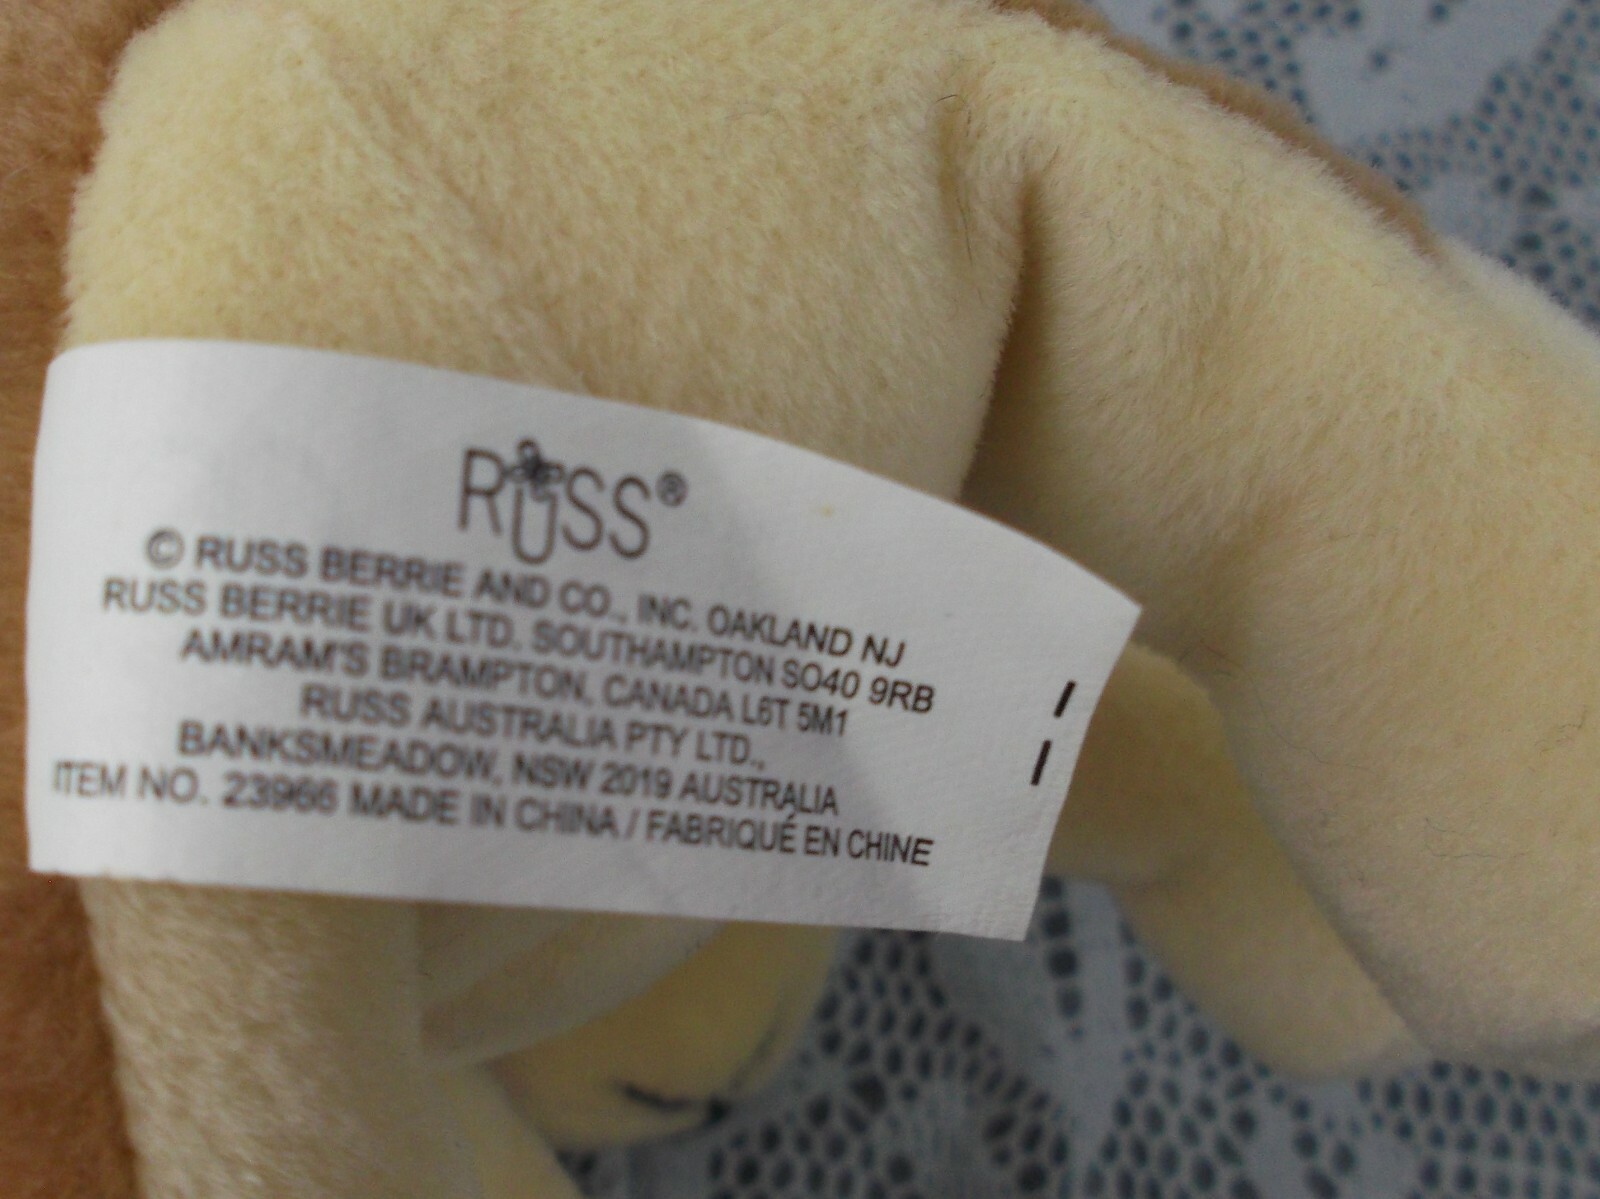 RUSS®
© RUSS BERRIE AND CO., INC. OAKLAND NJ
RUSS BERRIE UK LTD. SOUTHAMPTON SO40 9RB
AMRAM'S BRAMPTON, CANADA L6T 5M1
RUSS AUSTRALIA PTY LTD.,
BANKSMEADOW, NSW 2019 AUSTRALIA
ITEM NO. 23966 MADE IN CHINA / FABRIQUÉ EN CHINE